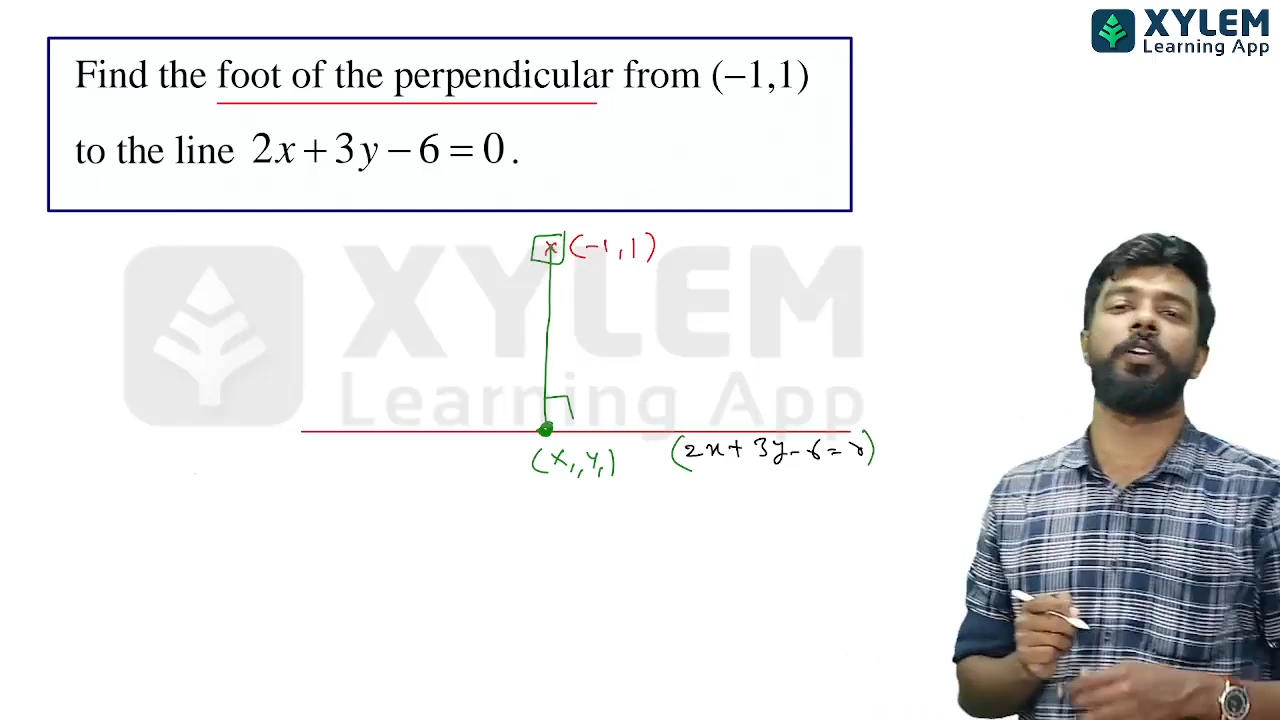 XYLEM
Learning App
Find the foot of the perpendicular from (−1,1)
to the line 2x+3y−6=0.
x (-1, 1)
XYLEM
Learning App
(x₁, y₁) (2x+3y-6=0)